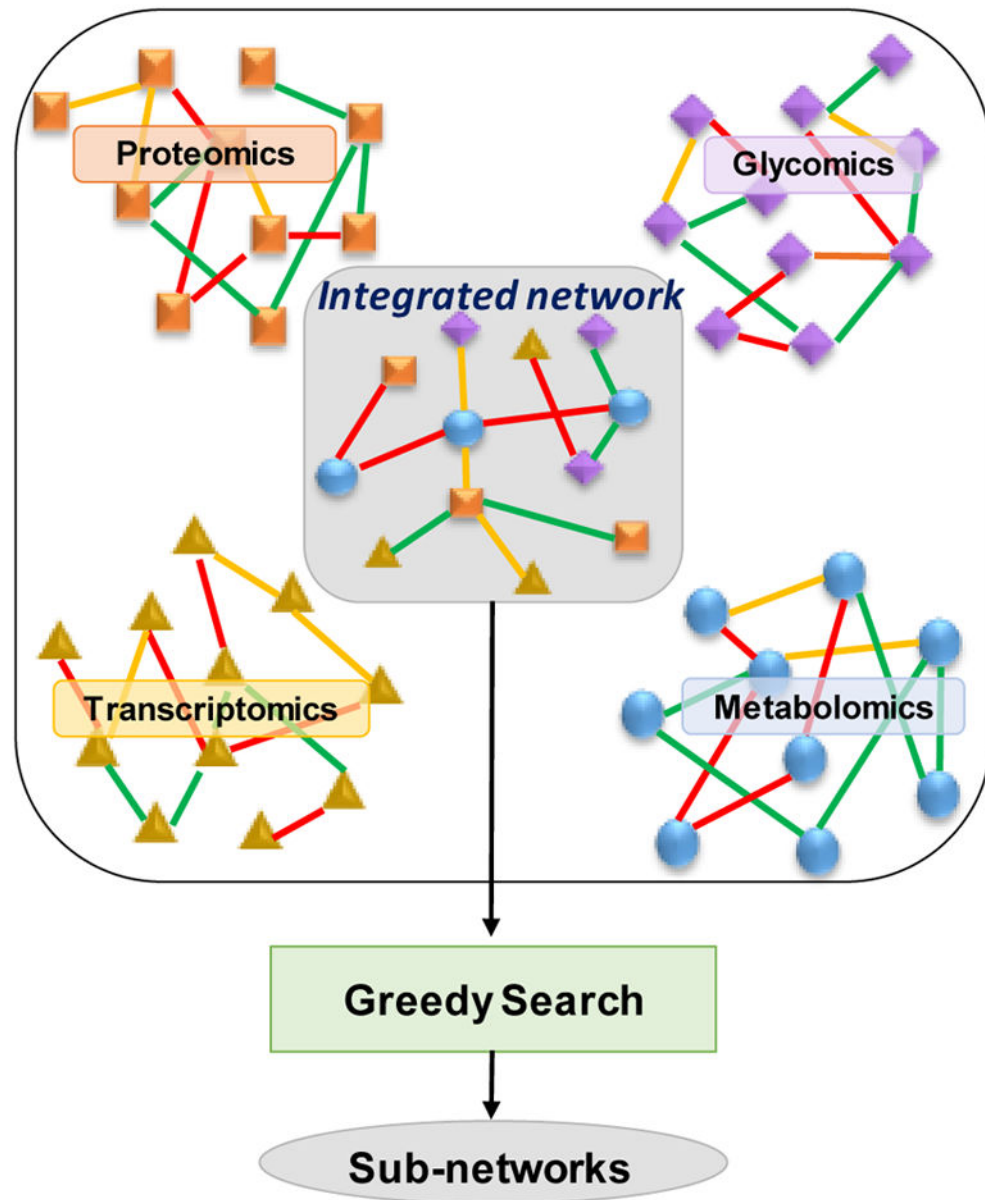 Proteomics
Glycomics
Integrated network
Transcriptomics
Metabolomics
Greedy Search
Sub-networks